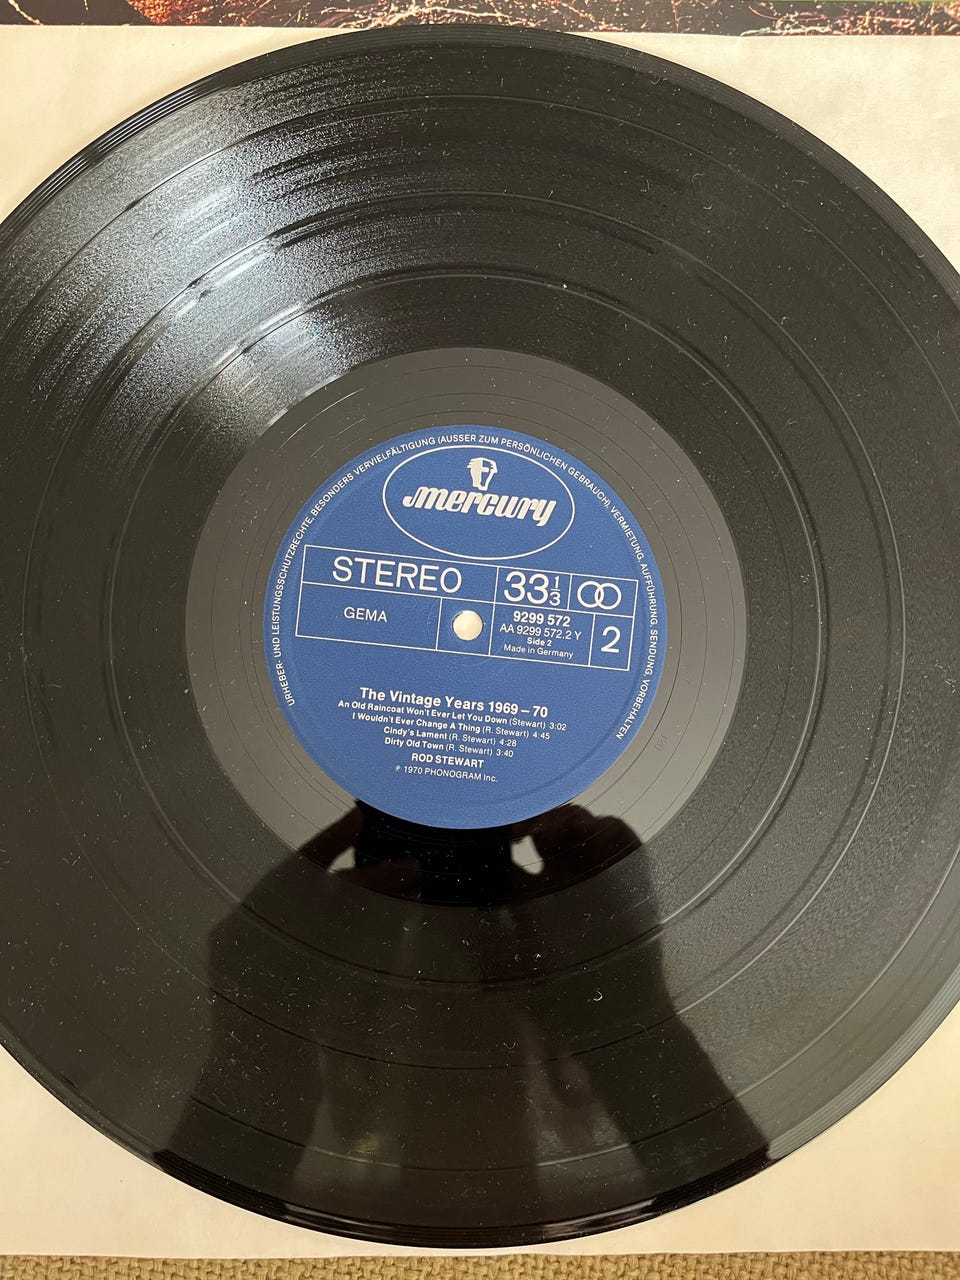 URHEBER- UND LEISTUNGSSCHUTZRECHTE, BESONDERS VERVIELFÄLTIGUNG (AUSSER ZUM PERSÖNLICHEN GEBRAUCH), VERMIETUNG, AUFFÜHRUNG, SENDUNG, VORBEHALTEN
mercury
STEREO
33 1/3
GEMA
9299 572
AA 9299 572.2 Y
Side 2
Made in Germany
2
The Vintage Years 1969–70
An Old Raincoat Won't Ever Let You Down (Stewart) 3:02
I Wouldn't Ever Change A Thing (R. Stewart) 4:45
Cindy's Lament (R. Stewart) 4:28
Dirty Old Town (R. Stewart) 3:40
ROD STEWART
℗ 1970 PHONOGRAM Inc.